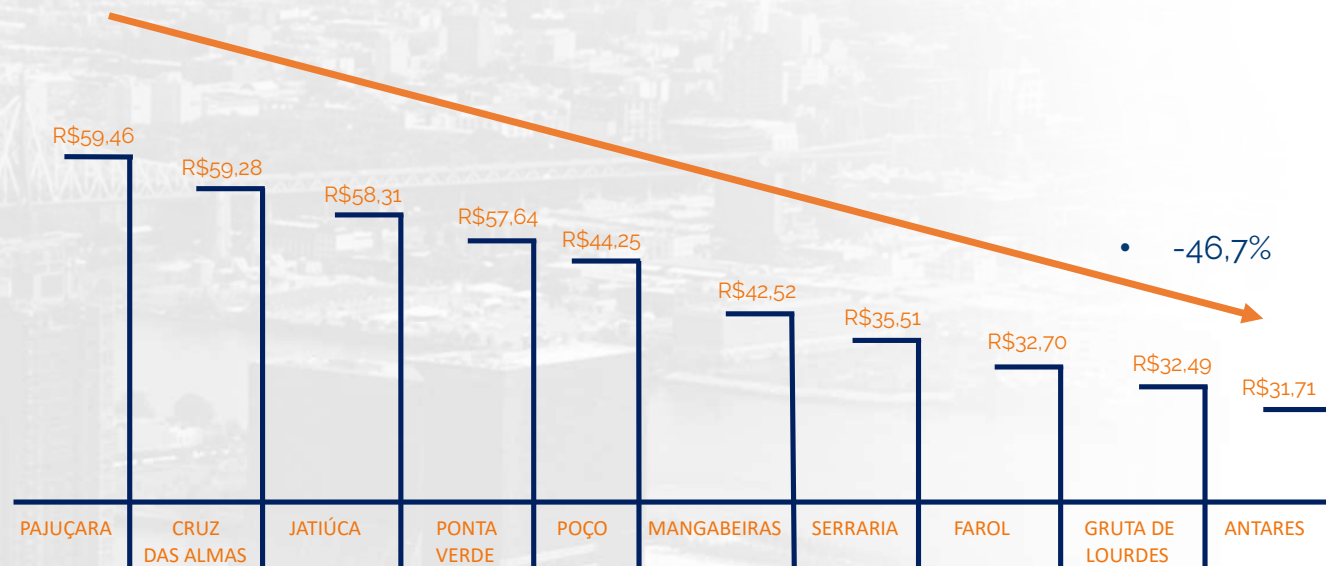 R$59,46
R$59,28
R$58,31
R$57,64
R$44,25
R$42,52
R$35,51
R$32,70
R$32,49
R$31,71
• -46,7%
PAJUÇARA
CRUZ
DAS ALMAS
JATIÚCA
PONTA
VERDE
POÇO
MANGABEIRAS
SERRARIA
FAROL
GRUTA DE
LOURDES
ANTARES